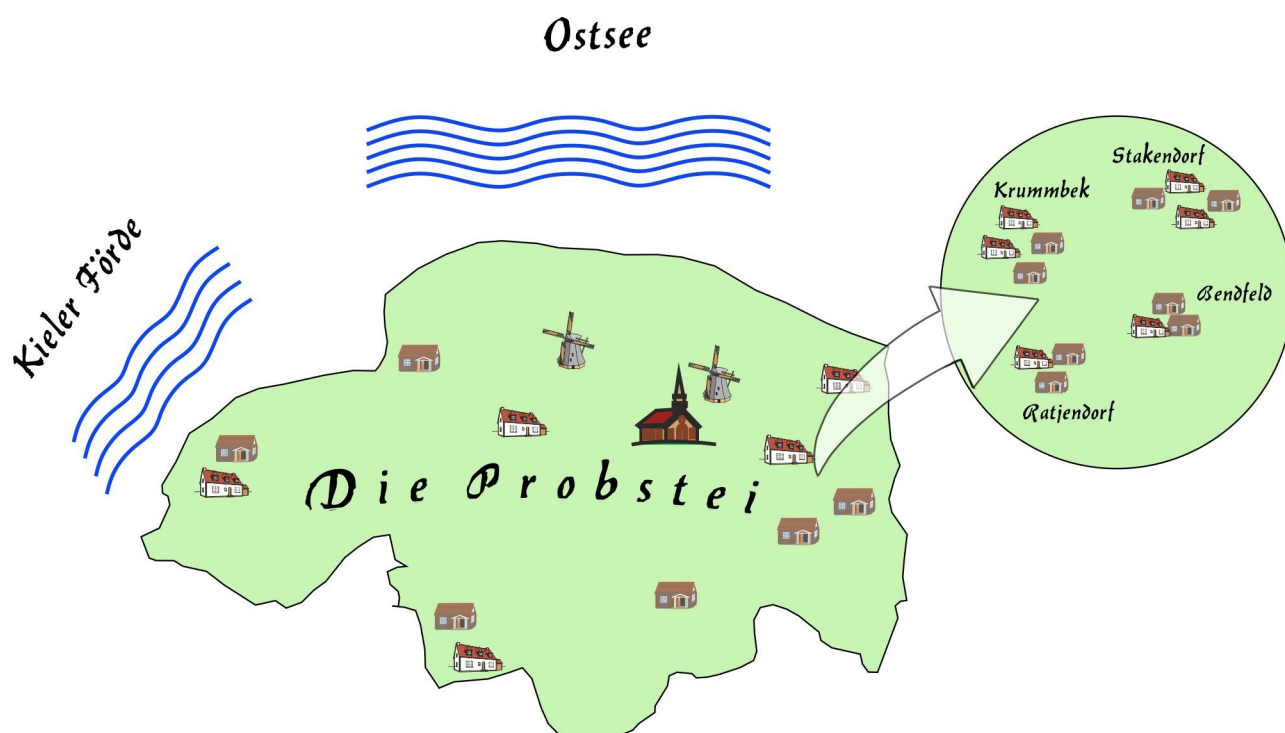 Ostsee
Kieler Förde
Stakendorf
Krummbek
Bendfeld
Ratjendorf
Die Probstei